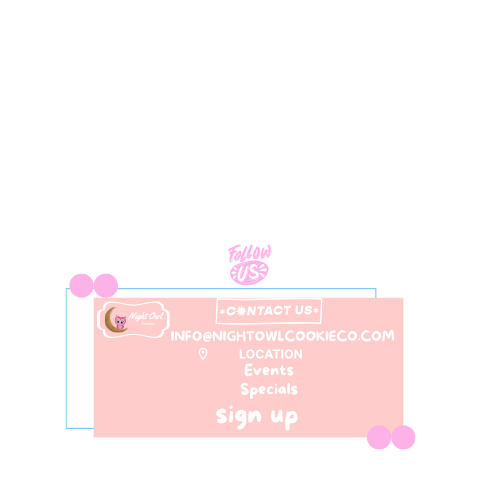 Follow
US
CONTACT US
Night Owl
INFO@NIGHTOWLCOOKIECO.COM
LOCATION
Events
Specials
sign up